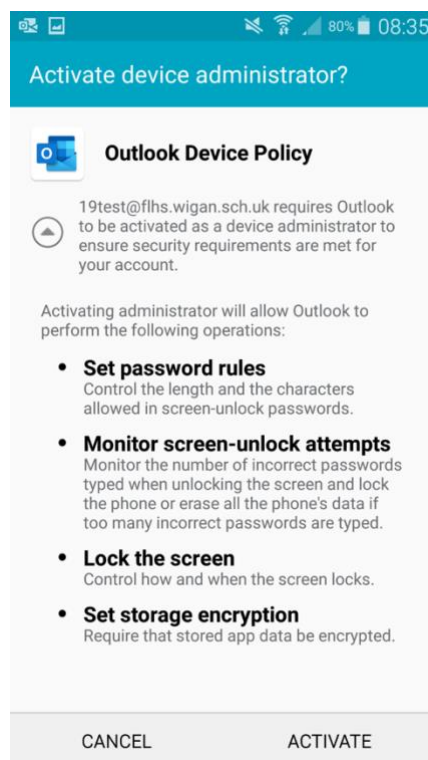 80% 08:35
Activate device administrator?
Outlook Device Policy
19test@flhs.wigan.sch.uk requires Outlook
to be activated as a device administrator to
ensure security requirements are met for
your account.
Activating administrator will allow Outlook to
perform the following operations:
• Set password rules
Control the length and the characters
allowed in screen-unlock passwords.
• Monitor screen-unlock attempts
Monitor the number of incorrect passwords
typed when unlocking the screen and lock
the phone or erase all the phone's data if
too many incorrect passwords are typed.
• Lock the screen
Control how and when the screen locks.
• Set storage encryption
Require that stored app data be encrypted.
CANCEL ACTIVATE